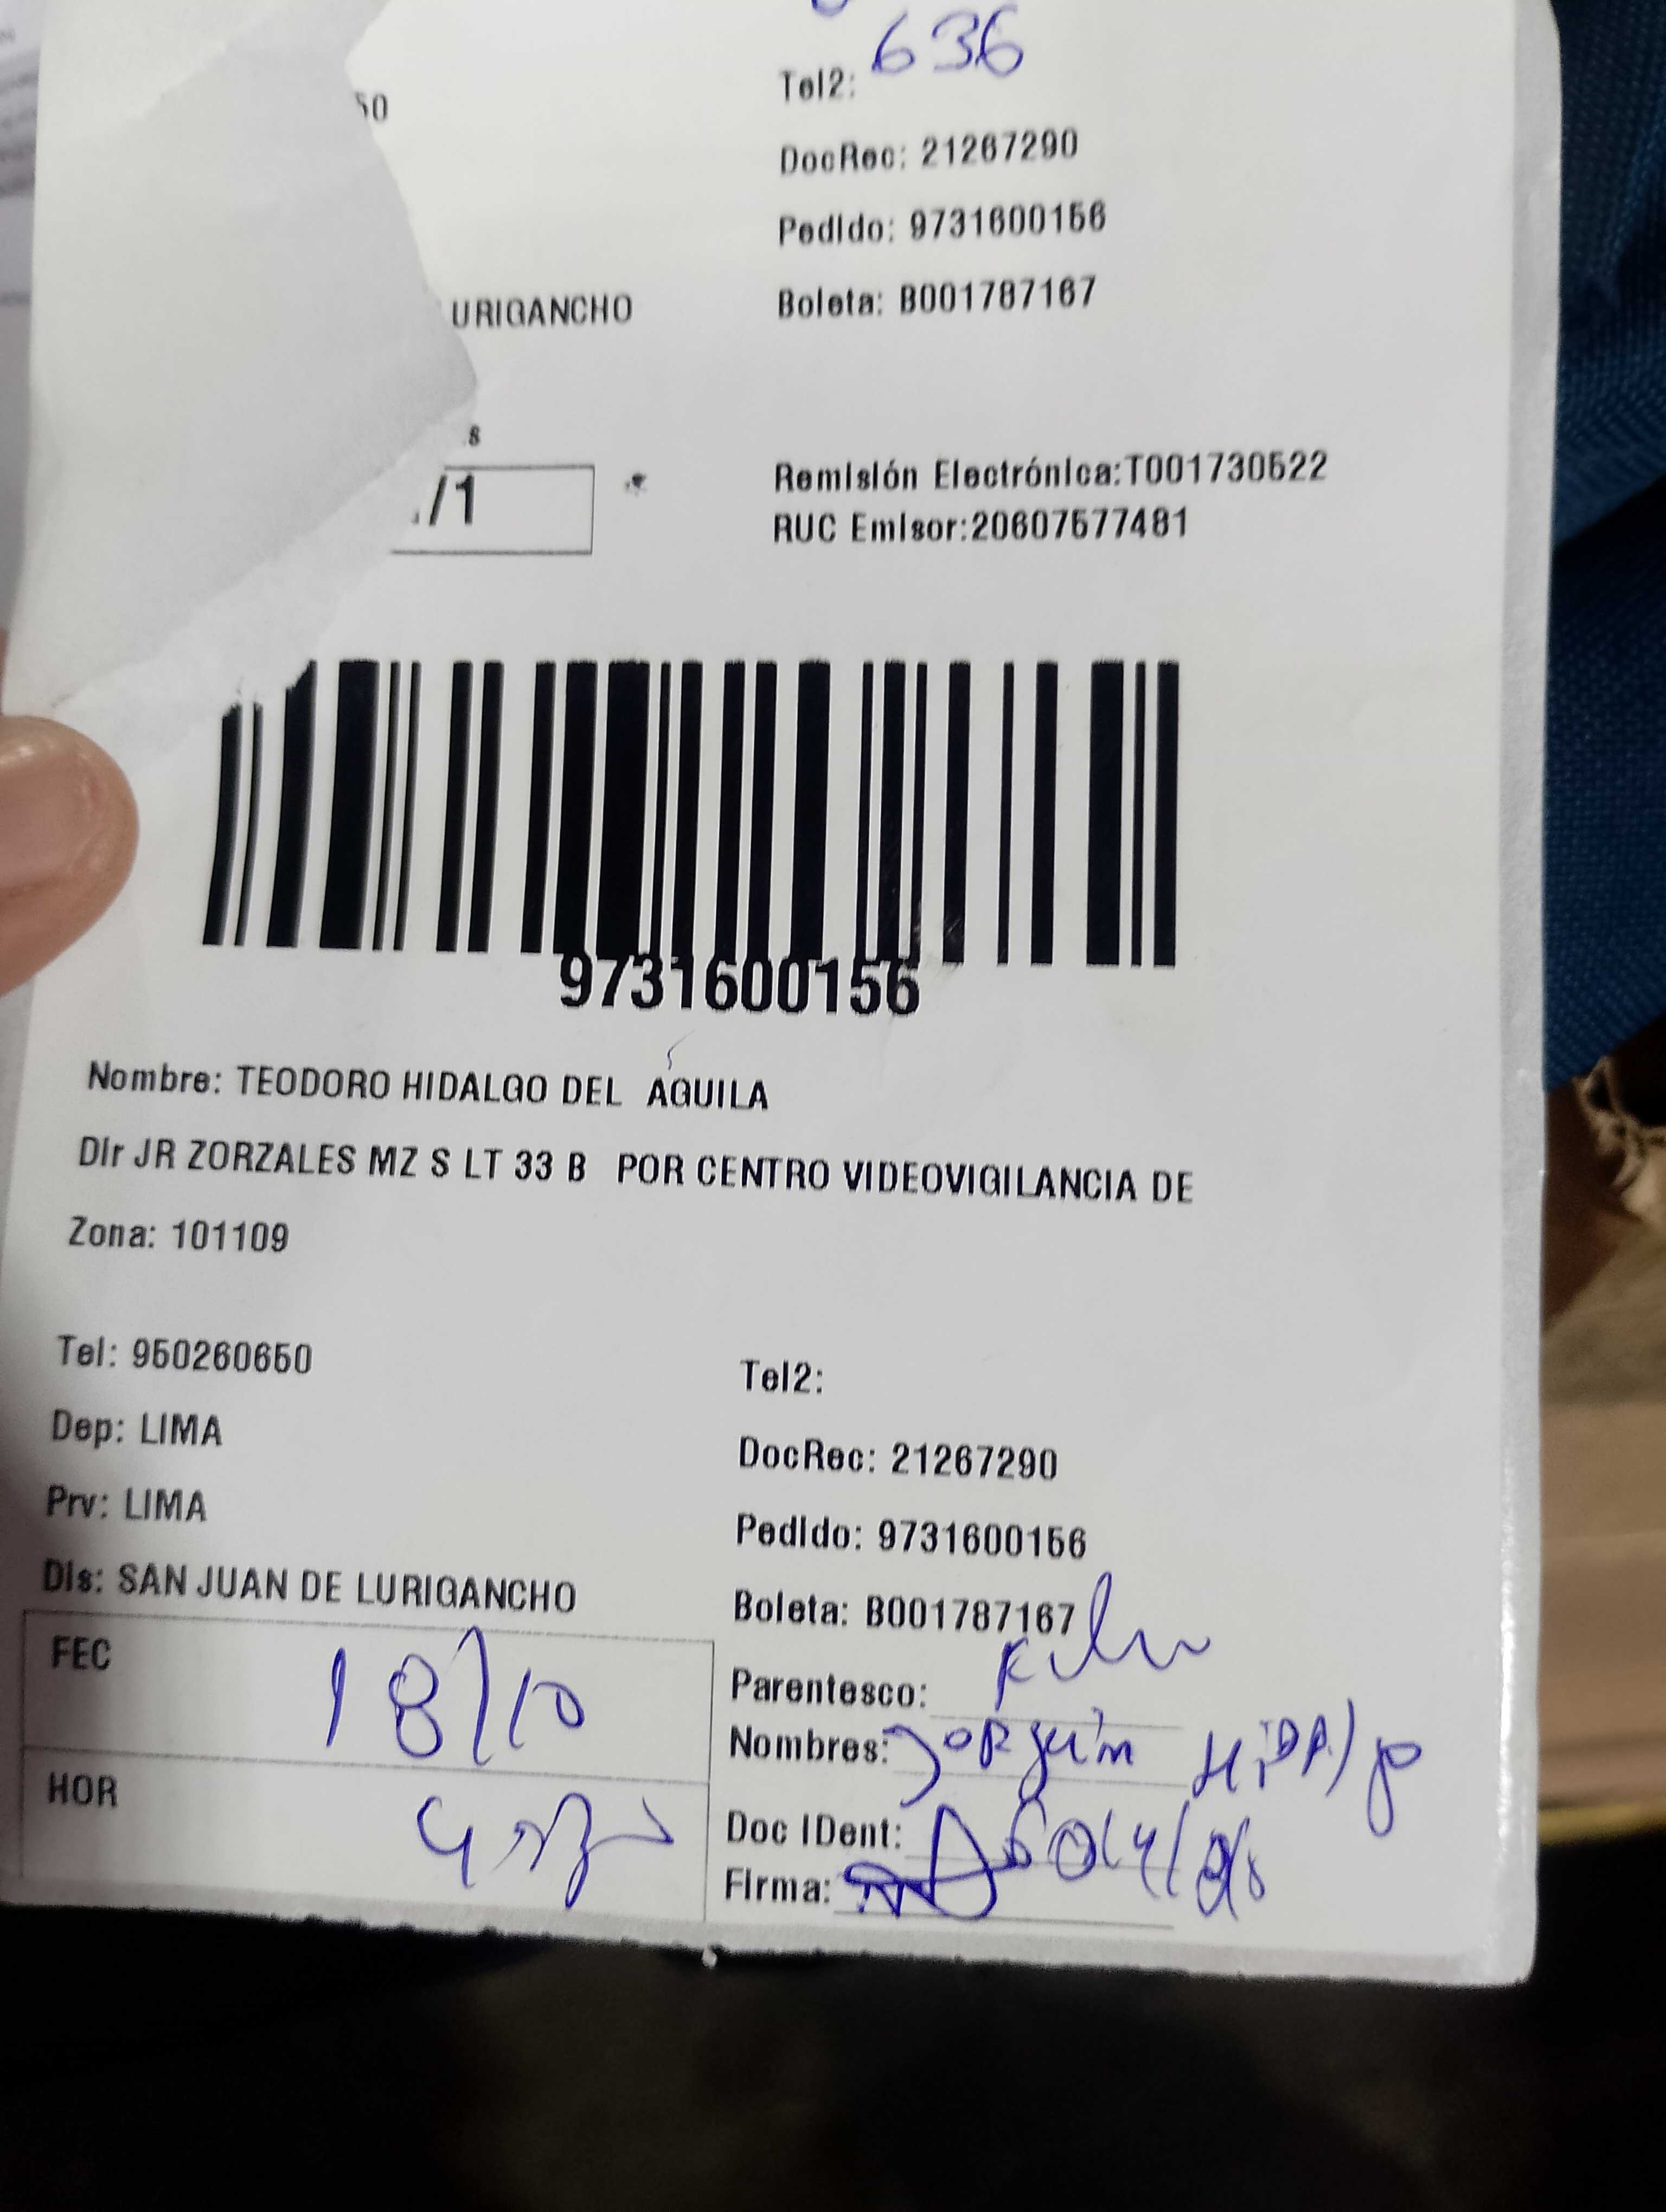 636
50 Tel2:
DocRec: 21267290
Pedido: 9731600156
URIGANCHO Boleta: B001787167
s
/1
Remisión Electrónica:T001730522
RUC Emisor:20607577481
9731600156
Nombre: TEODORO HIDALGO DEL ÁGUILA
Dir JR ZORZALES MZ S LT 33 B POR CENTRO VIDEOVIGILANCIA DE
Zona: 101109
Tel: 950260650 Tel2:
Dep: LIMA DocRec: 21267290
Prv: LIMA Pedido: 9731600156
Dis: SAN JUAN DE LURIGANCHO Boleta: B001787167
FEC 18/10 Parentesco:
Nombres: Jorguin HiDAlgo
HOR Doc IDent:
Firma: